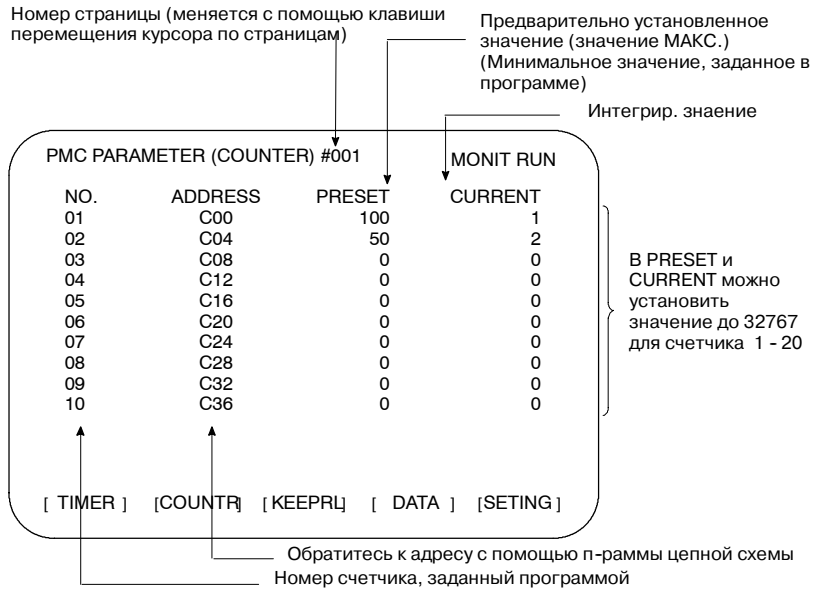 Номер страницы (меняется с помощью клавиши
перемещения курсора по страницам)
Предварительно установленное
значение (значение МАКС.)
(Минимальное значение, заданное в
программе)
Интегрир. знаение
PMC PARAMETER (COUNTER) #001 MONIT RUN
NO. ADDRESS PRESET CURRENT
01 C00 100 1
02 C04 50 2
03 C08 0 0
04 C12 0 0
05 C16 0 0
06 C20 0 0
07 C24 0 0
08 C28 0 0
09 C32 0 0
10 C36 0 0
В PRESET и
CURRENT можно
установить
значение до 32767
для счетчика 1 - 20
[ TIMER ] [COUNTR] [KEEPRL] [ DATA ] [SETING]
Обратитесь к адресу с помощью п-раммы цепной схемы
Номер счетчика, заданный программой